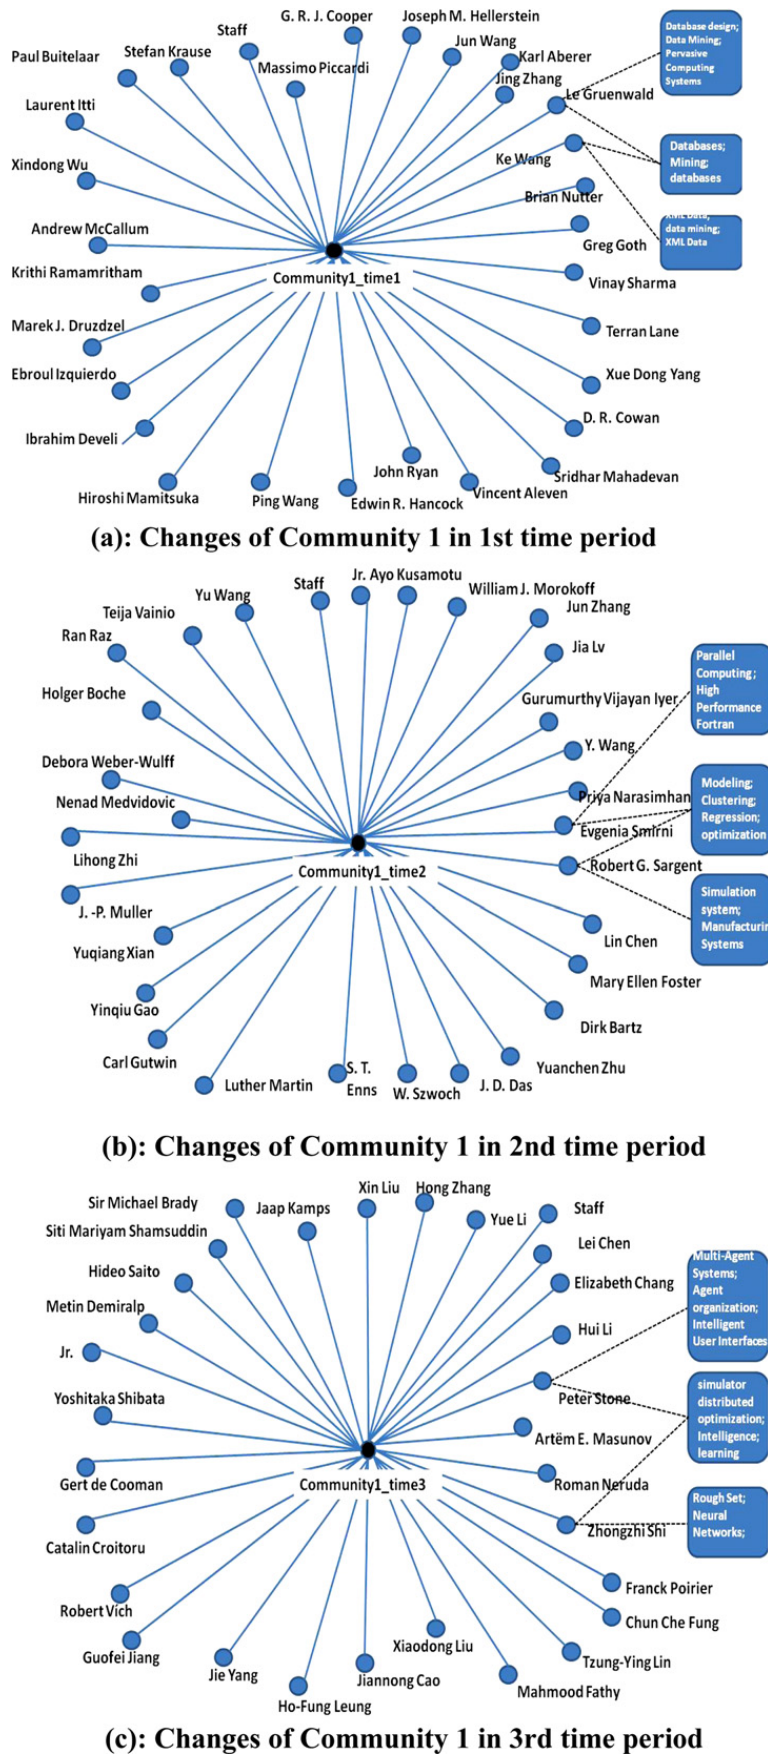 G. R. J. Cooper
Joseph M. Hellerstein
Staff
Jun Wang
Stefan Krause
Paul Buitelaar
Karl Aberer
Massimo Piccardi
Jing Zhang
Le Gruenwald
Database design;
Data Mining;
Pervasive
Computing
Systems
Laurent Itti
Xindong Wu
Ke Wang
Databases;
Mining;
databases
Brian Nutter
Andrew McCallum
Greg Goth
XML Data;
data mining;
XML Data
Krithi Ramamritham
Community1_time1
Vinay Sharma
Marek J. Druzdzel
Terran Lane
Ebroul Izquierdo
Xue Dong Yang
Ibrahim Develi
D. R. Cowan
John Ryan
Sridhar Mahadevan
Hiroshi Mamitsuka
Ping Wang
Edwin R. Hancock
Vincent Aleven
(a): Changes of Community 1 in 1st time period
Jr.
Ayo Kusamotu
Staff
William J. Morokoff
Yu Wang
Jun Zhang
Teija Vainio
Ran Raz
Jia Lv
Parallel
Computing;
High
Performance
Fortran
Holger Boche
Gurumurthy Vijayan Iyer
Y. Wang
Debora Weber-Wulff
Priya Narasimhan
Modeling;
Clustering;
Regression;
optimization
Nenad Medvidovic
Evgenia Smirni
Lihong Zhi
Community1_time2
Robert G. Sargent
Simulation
system;
Manufacturin
Systems
J. -P. Muller
Lin Chen
Yuqiang Xian
Mary Ellen Foster
Yinqiu Gao
Dirk Bartz
Carl Gutwin
Yuanchen Zhu
Luther Martin
S. T.
Enns
W. Szwoch
J. D. Das
(b): Changes of Community 1 in 2nd time period
Xin Liu
Hong Zhang
Sir Michael Brady
Jaap Kamps
Staff
Yue Li
Siti Mariyam Shamsuddin
Lei Chen
Hideo Saito
Elizabeth Chang
Multi-Agent
Systems;
Agent
organization;
Intelligent
User Interfaces
Metin Demiralp
Hui Li
Jr.
Yoshitaka Shibata
Peter Stone
simulator
distributed
optimization;
Intelligence;
learning
Artëm E. Masunov
Gert de Cooman
Community1_time3
Roman Neruda
Rough Set;
Neural
Networks;
Catalin Croitoru
Zhongzhi Shi
Robert Vich
Franck Poirier
Chun Che Fung
Guofei Jiang
Xiaodong Liu
Tzung-Ying Lin
Jie Yang
Jiannong Cao
Mahmood Fathy
Ho-Fung Leung
(c): Changes of Community 1 in 3rd time period